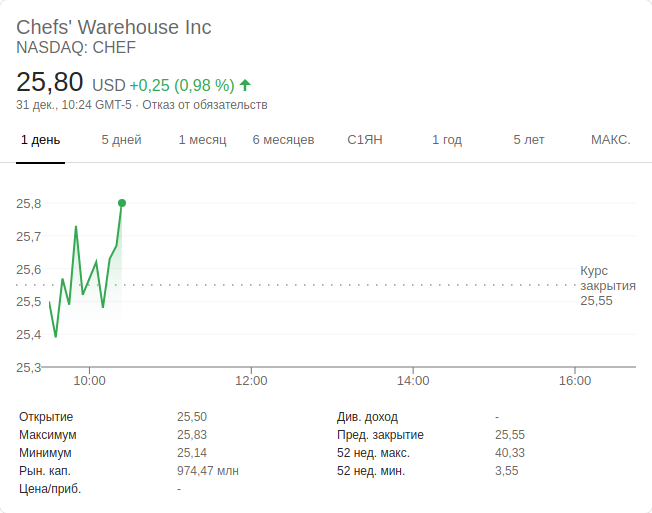 Chefs' Warehouse Inc
NASDAQ: CHEF
25,80 USD +0,25 (0,98 %)
31 дек., 10:24 GMT-5 · Отказ от обязательств
1 день 5 дней 1 месяц 6 месяцев С1ЯН 1 год 5 лет МАКС.
25,8
25,7
25,6
25,5
25,4
25,3
Курс
закрытия
25,55
10:00 12:00 14:00 16:00
Открытие 25,50 Див. доход -
Максимум 25,83 Пред. закрытие 25,55
Минимум 25,14 52 нед. макс. 40,33
Рын. кап. 974,47 млн 52 нед. мин. 3,55
Цена/приб. -